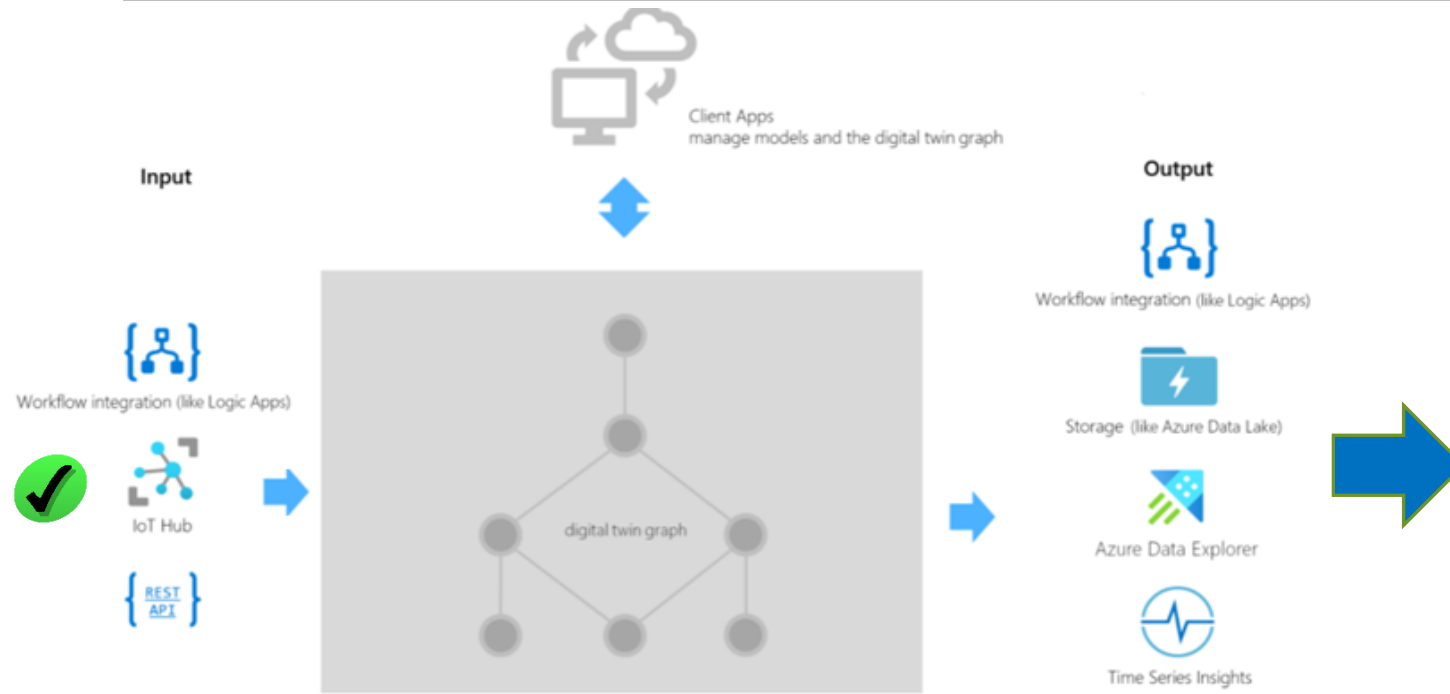 Client Apps
manage models and the digital twin graph
Input
Workflow integration (like Logic Apps)
IoT Hub
REST
API
digital twin graph
Output
Workflow integration (like Logic Apps)
Storage (like Azure Data Lake)
Azure Data Explorer
Time Series Insights